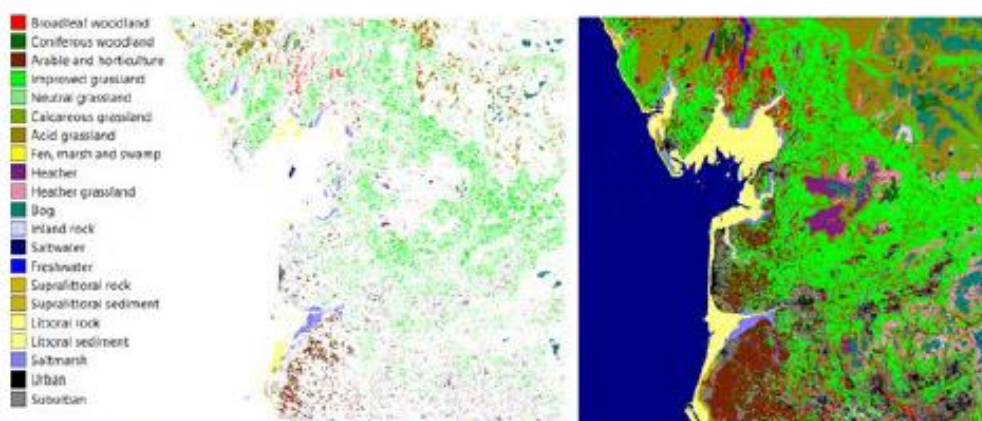 Broadleaf woodland
Coniferous woodland
Arable and horticulture
Improved grassland
Neutral grassland
Calcareous grassland
Acid grassland
Fen, marsh and swamp
Heather
Heather grassland
Bog
Inland rock
Saltwater
Freshwater
Supralittoral rock
Supralittoral sediment
Littoral rock
Littoral sediment
Saltmarsh
Urban
Suburban